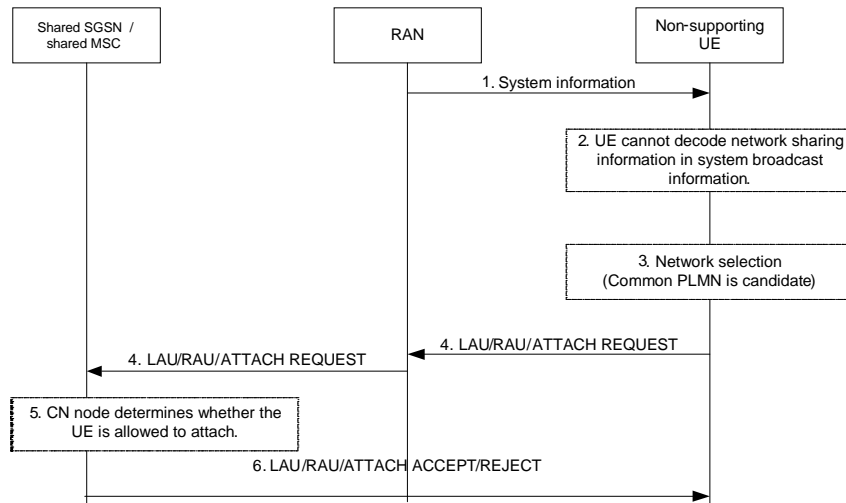 Shared SGSN /
shared MSC
RAN
Non-supporting
UE
1. System information
2. UE cannot decode network sharing
information in system broadcast
information.
3. Network selection
(Common PLMN is candidate)
4. LAU/RAU/ATTACH REQUEST
4. LAU/RAU/ATTACH REQUEST
5. CN node determines whether the
UE is allowed to attach.
6. LAU/RAU/ATTACH ACCEPT/REJECT